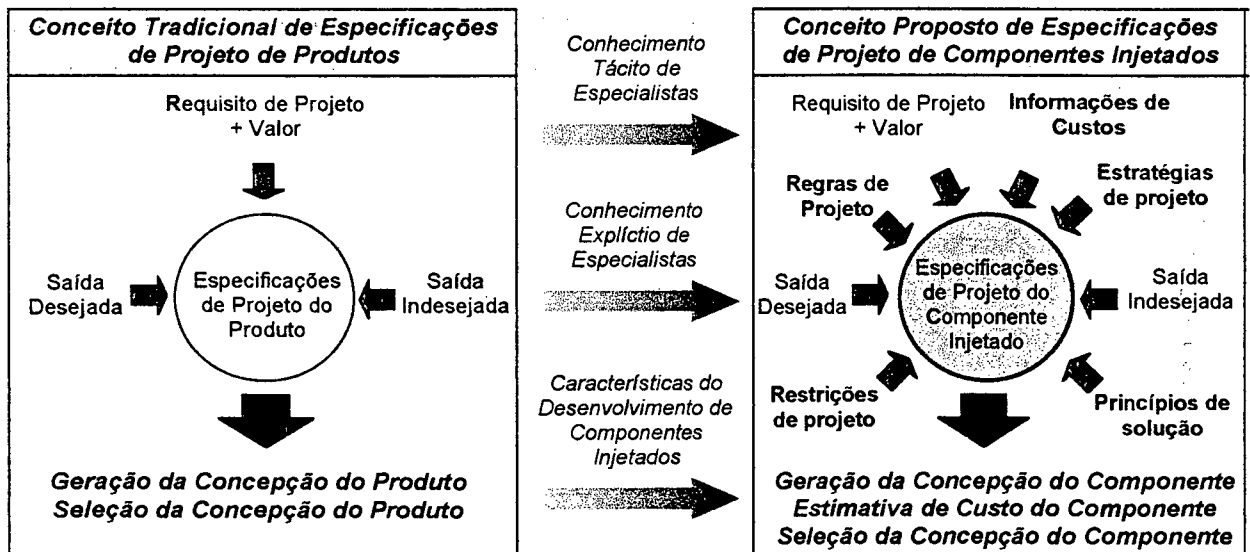 Conceito Tradicional de Especificações
de Projeto de Produtos
Requisito de Projeto
+ Valor
Saída
Desejada
Especificações
de Projeto do
Produto
Saída
Indesejada
Geração da Concepção do Produto
Seleção da Concepção do Produto
Conhecimento
Tácito de
Especialistas
Conhecimento
Explíctio de
Especialistas
Características do
Desenvolvimento de
Componentes
Injetados
Conceito Proposto de Especificações
de Projeto de Componentes Injetados
Requisito de Projeto
+ Valor
Informações de
Custos
Regras de
Projeto
Estratégias
de projeto
Saída
Desejada
Especificações
de Projeto do
Componente
Injetado
Saída
Indesejada
Restrições
de projeto
Princípios de
solução
Geração da Concepção do Componente
Estimativa de Custo do Componente
Seleção da Concepção do Componente